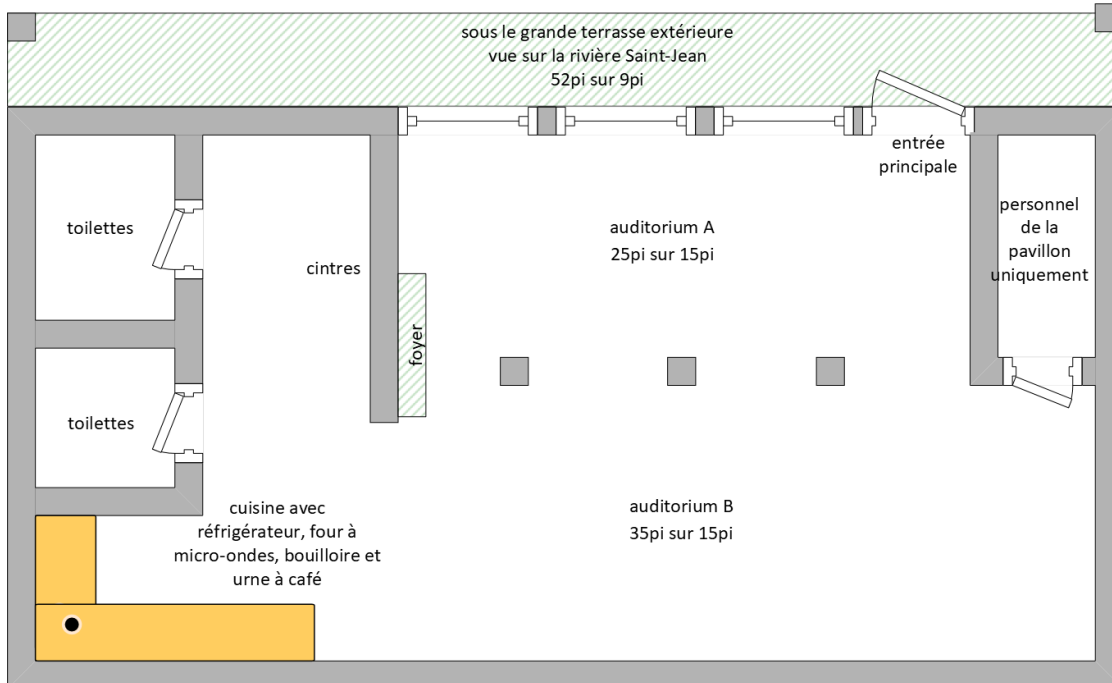 sous le grande terrasse extérieure
vue sur la rivière Saint-Jean
52pi sur 9pi
entrée
principale
toilettes
cintres
auditorium A
25pi sur 15pi
personnel
de la
pavillon
uniquement
foyer
toilettes
cuisine avec
réfrigérateur, four à
micro-ondes, bouilloire et
urne à café
auditorium B
35pi sur 15pi